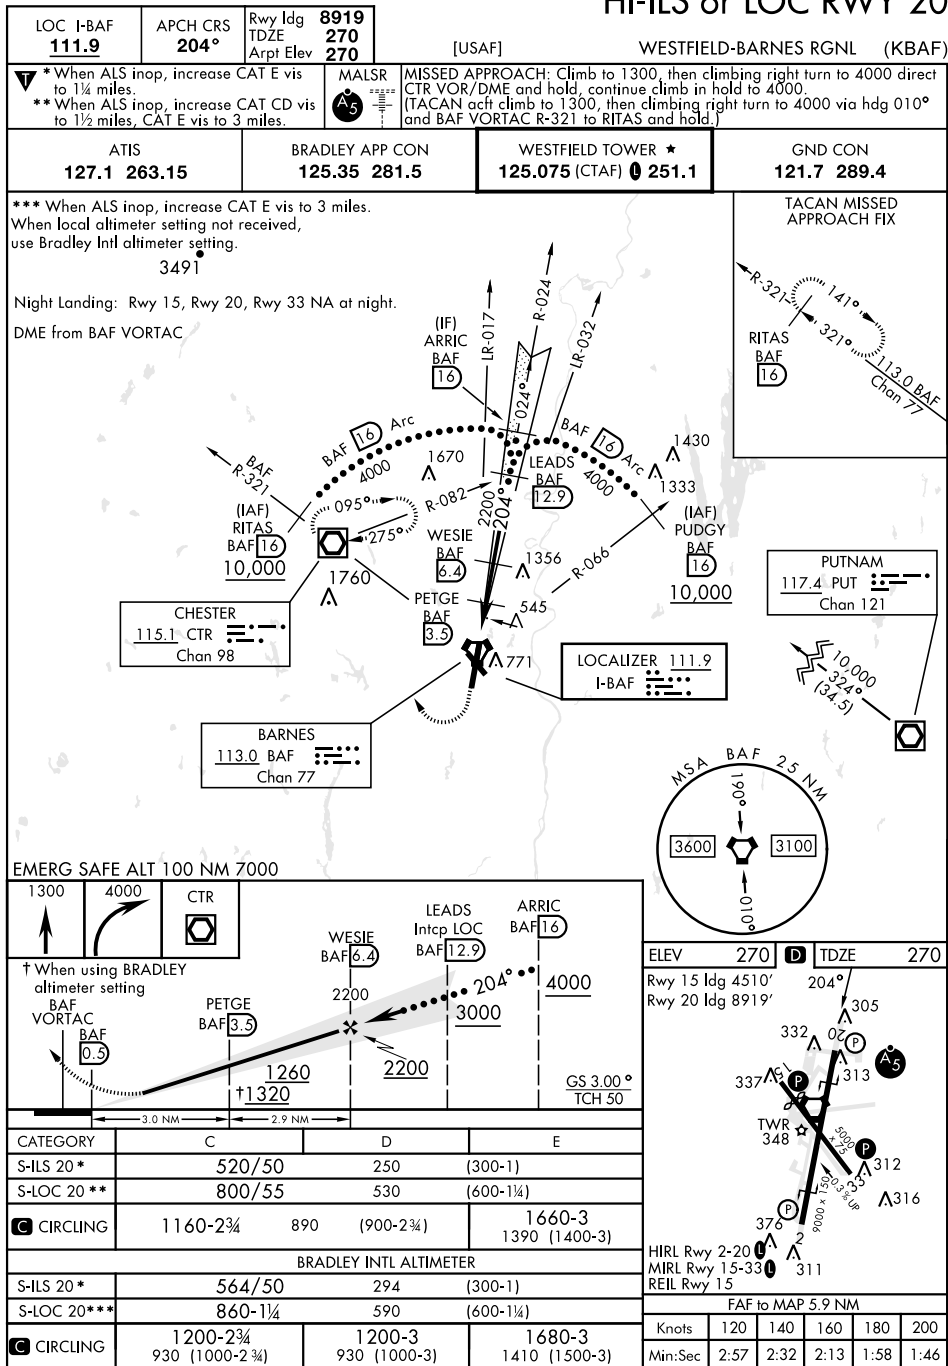 HI-ILS or LOC RWY 20
LOC I-BAF
111.9
APCH CRS
204°
Rwy ldg 8919
TDZE 270
Arpt Elev 270
[USAF]
WESTFIELD-BARNES RGNL (KBAF)
T
* When ALS inop, increase CAT E vis
to 1¼ miles.
** When ALS inop, increase CAT CD vis
to 1½ miles, CAT E vis to 3 miles.
MALSR
A5
MISSED APPROACH: Climb to 1300, then climbing right turn to 4000 direct
CTR VOR/DME and hold, continue climb in hold to 4000.
(TACAN acft climb to 1300, then climbing right turn to 4000 via hdg 010°
and BAF VORTAC R-321 to RITAS and hold.)
ATIS
127.1 263.15
BRADLEY APP CON
125.35 281.5
WESTFIELD TOWER ★
125.075 (CTAF) L 251.1
GND CON
121.7 289.4
*** When ALS inop, increase CAT E vis to 3 miles.
When local altimeter setting not received,
use Bradley Intl altimeter setting.
3491
Night Landing: Rwy 15, Rwy 20, Rwy 33 NA at night.
DME from BAF VORTAC
TACAN MISSED
APPROACH FIX
R-321
141°
321°
RITAS
BAF
16
113.0 BAF
Chan 77
(IF)
ARRIC
BAF
16
LR-017
R-024
LR-032
024°
BAF 16 Arc
4000
BAF 16 Arc
4000
1670
1430
1333
BAF
R-321
LEADS
BAF
12.9
095°
275°
R-082
2200
204°
(IAF)
RITAS
BAF 16
10,000
(IAF)
PUDGY
BAF
16
10,000
WESIE
BAF
6.4
1356
R-066
1760
PETGE
BAF
3.5
545
771
CHESTER
115.1 CTR
Chan 98
PUTNAM
117.4 PUT
Chan 121
LOCALIZER 111.9
I-BAF
10,000
324°
(34.5)
BARNES
113.0 BAF
Chan 77
MSA BAF 25 NM
190°
3600
3100
010°
EMERG SAFE ALT 100 NM 7000
1300
4000
CTR
† When using BRADLEY
altimeter setting
BAF
VORTAC
BAF
0.5
PETGE
BAF 3.5
WESIE
BAF 6.4
2200
LEADS
Intcp LOC
BAF 12.9
ARRIC
BAF 16
204°
4000
3000
2200
1260
†1320
GS 3.00°
TCH 50
3.0 NM
2.9 NM
ELEV 270 D TDZE 270
Rwy 15 ldg 4510'
Rwy 20 ldg 8919'
204°
305
332
20
P
A5
313
337
15
P
TWR
348
5000 x 75
P
312
33
0.3% UP
316
9000 x 150
P
376
2
311
HIRL Rwy 2-20 L
MIRL Rwy 15-33 L
REIL Rwy 15
FAF to MAP 5.9 NM
Knots 120 140 160 180 200
Min:Sec 2:57 2:32 2:13 1:58 1:46
CATEGORY C D E
S-ILS 20 * 520/50 250 (300-1)
S-LOC 20 ** 800/55 530 (600-1¼)
C CIRCLING 1160-2¾ 890 (900-2¾) 1660-3
1390 (1400-3)
BRADLEY INTL ALTIMETER
S-ILS 20 * 564/50 294 (300-1)
S-LOC 20*** 860-1¼ 590 (600-1¼)
C CIRCLING 1200-2¾ 1200-3 1680-3
930 (1000-2¾) 930 (1000-3) 1410 (1500-3)